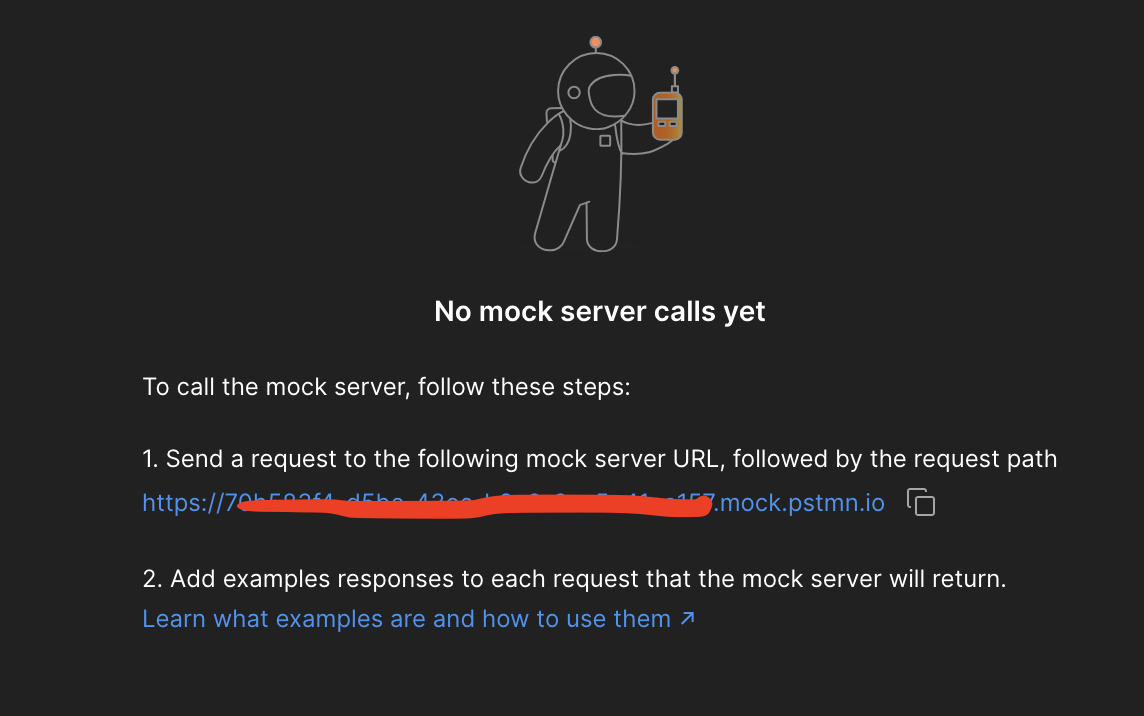 No mock server calls yet
To call the mock server, follow these steps:
1. Send a request to the following mock server URL, followed by the request path
https://7 .mock.pstmn.io
2. Add examples responses to each request that the mock server will return.
Learn what examples are and how to use them ↗